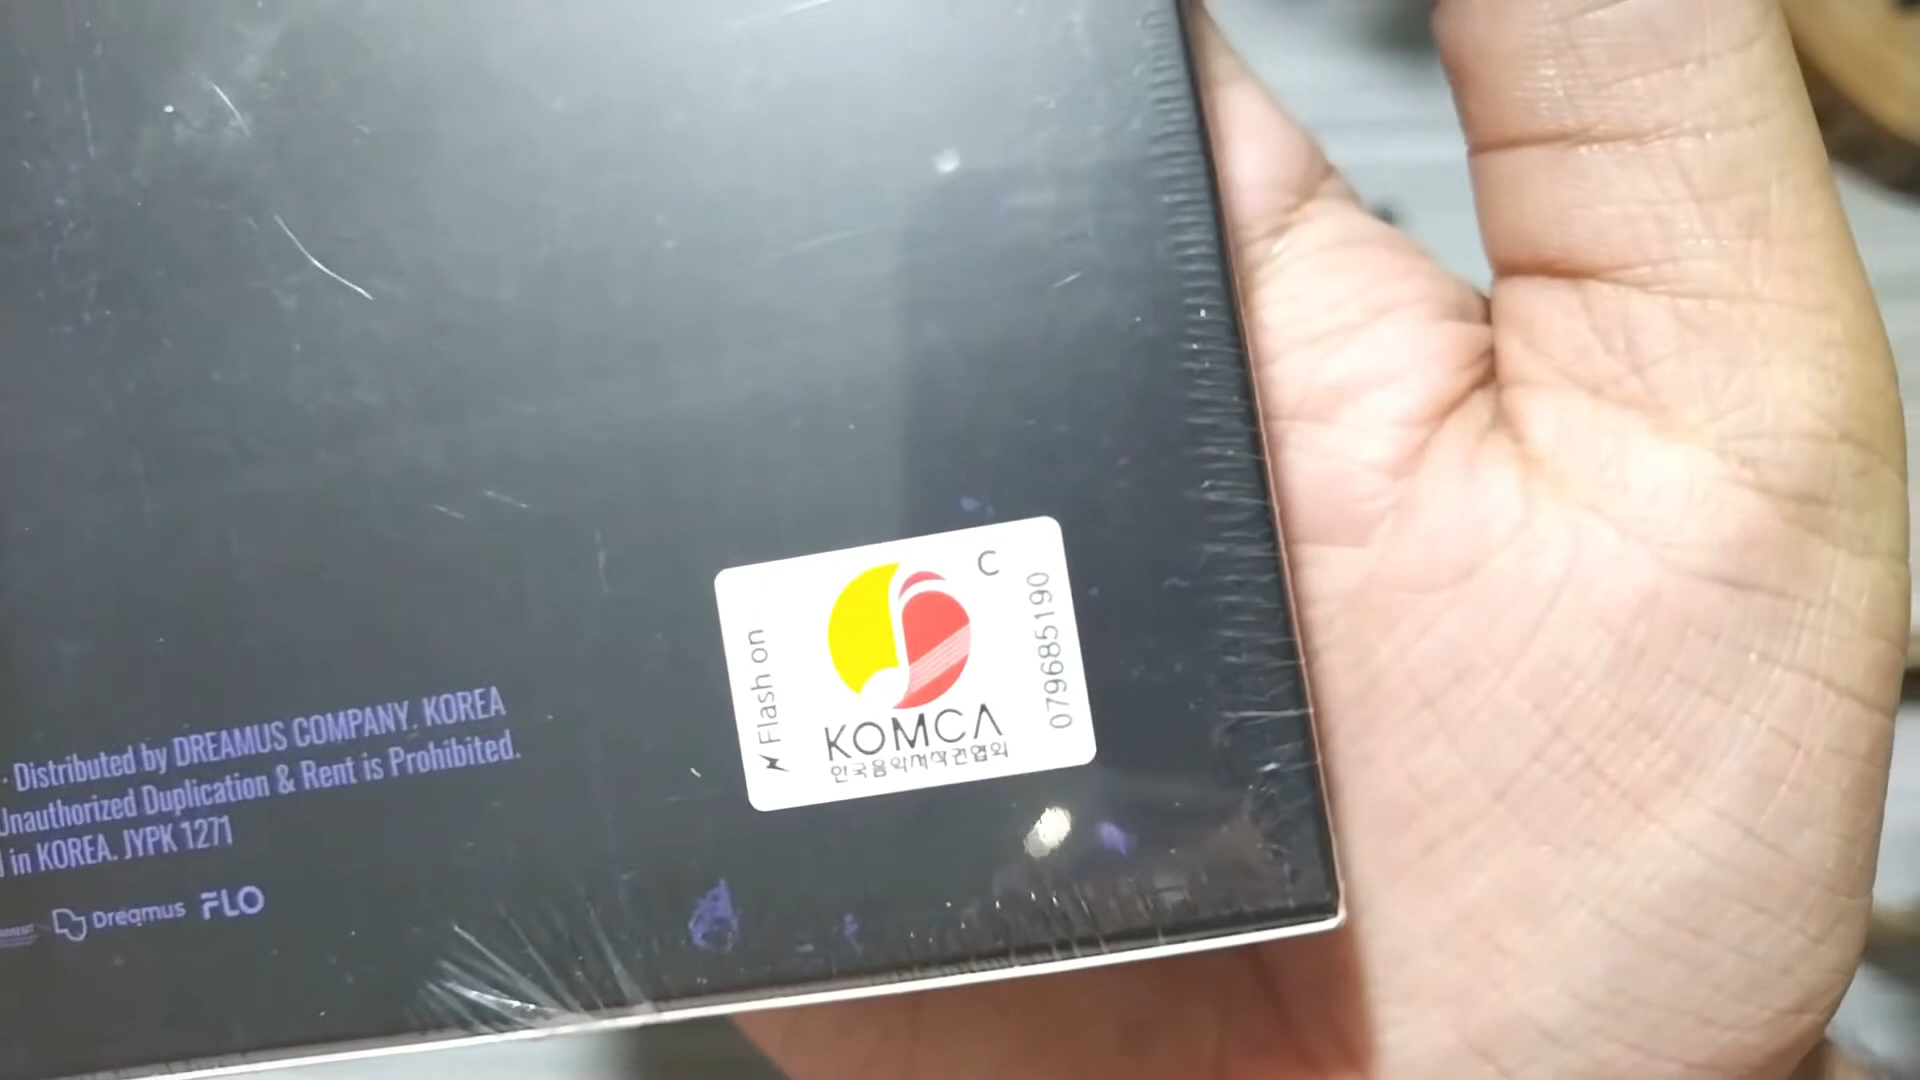 · Distributed by DREAMUS COMPANY. KOREA
Unauthorized Duplication & Rent is Prohibited.
in KOREA. JYPK 1271
Dreamus FLO
Flash on
C
079685190
KOMCA
한국음악저작권협회